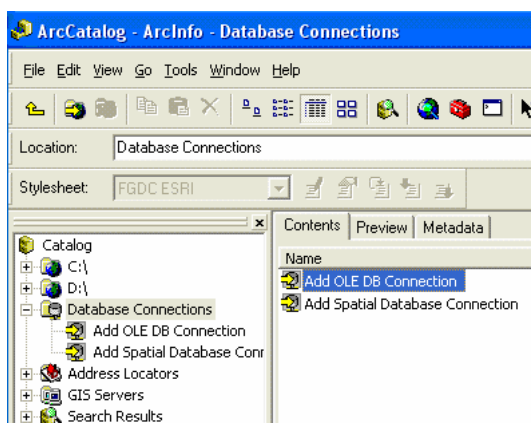 ArcCatalog - ArcInfo - Database Connections
File Edit View Go Tools Window Help
Location: Database Connections
Stylesheet: FGDC ESRI
Contents Preview Metadata
Name
Add OLE DB Connection
Add Spatial Database Connection
Catalog
C:\
D:\
Database Connections
Add OLE DB Connection
Add Spatial Database Conr
Address Locators
GIS Servers
Search Results